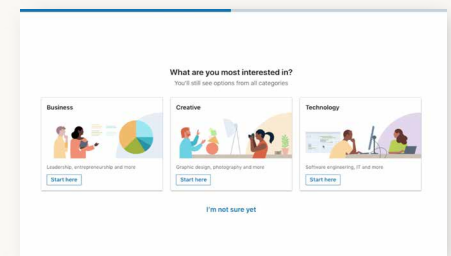 What are you most interested in?
You'll still see options from all categories
Business
Creative
Technology
Leadership, entrepreneurship and more
Graphic design, photography and more
Software engineering, IT and more
Start here
Start here
Start here
I'm not sure yet